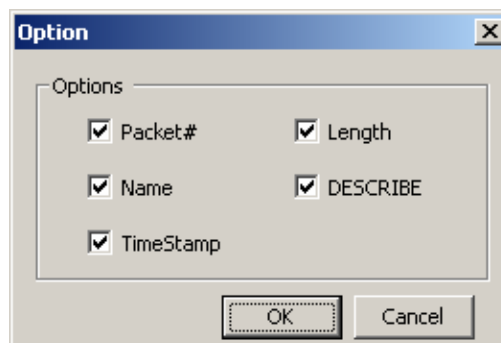 Option
Options
Packet# Length
Name DESCRIBE
TimeStamp
OK Cancel